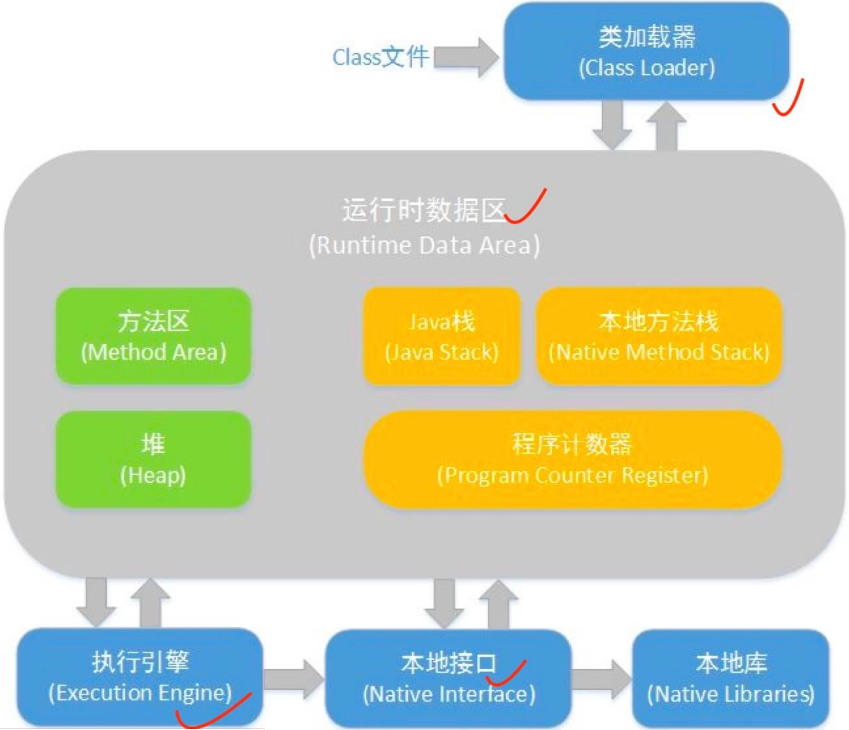 类加载器
Class文件
(Class Loader)
运行时数据区
(Runtime Data Area)
方法区
(Method Area)
Java栈
(Java Stack)
本地方法栈
(Native Method Stack)
堆
(Heap)
程序计数器
(Program Counter Register)
执行引擎
(Execution Engine)
本地接口
(Native Interface)
本地库
(Native Libraries)